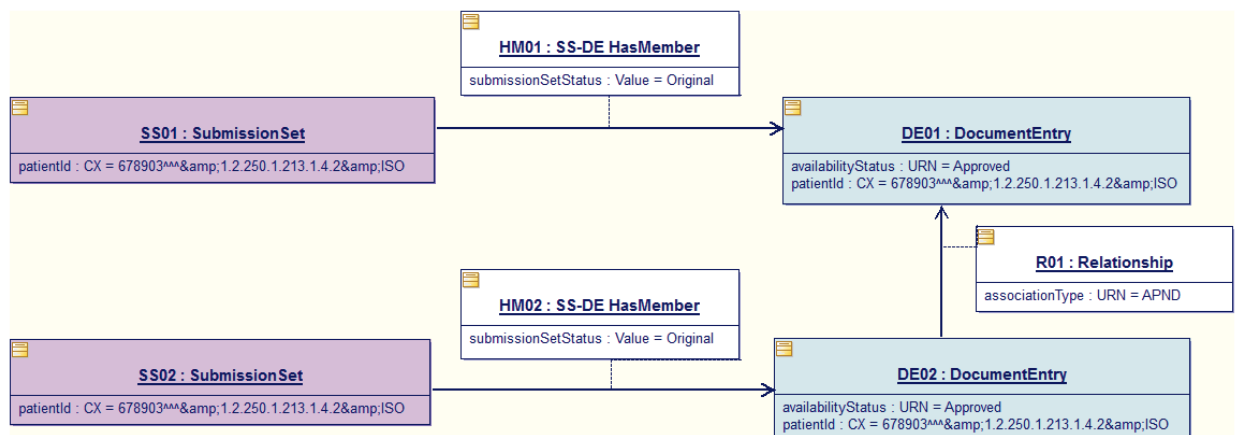 HM01 : SS-DE HasMember
submissionSetStatus : Value = Original
SS01 : SubmissionSet
patientId : CX = 678903^^^&amp;1.2.250.1.213.1.4.2&amp;ISO
DE01 : DocumentEntry
availabilityStatus : URN = Approved
patientId : CX = 678903^^^&amp;1.2.250.1.213.1.4.2&amp;ISO
R01 : Relationship
associationType : URN = APND
HM02 : SS-DE HasMember
submissionSetStatus : Value = Original
SS02 : SubmissionSet
patientId : CX = 678903^^^&amp;1.2.250.1.213.1.4.2&amp;ISO
DE02 : DocumentEntry
availabilityStatus : URN = Approved
patientId : CX = 678903^^^&amp;1.2.250.1.213.1.4.2&amp;ISO